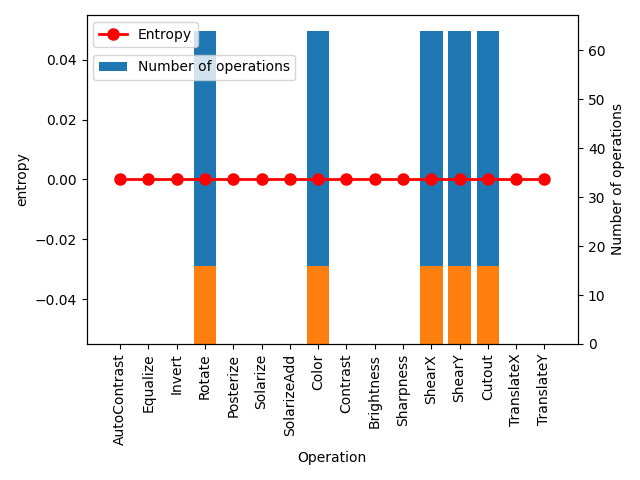 Entropy
Number of operations
0.04
0.02
0.00
−0.02
−0.04
entropy
60
50
40
30
20
10
0
Number of operations
AutoContrast
Equalize
Invert
Rotate
Posterize
Solarize
SolarizeAdd
Color
Contrast
Brightness
Sharpness
ShearX
ShearY
Cutout
TranslateX
TranslateY
Operation